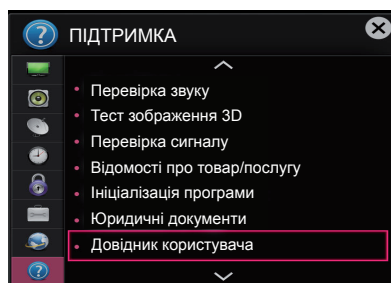 ПІДТРИМКА
Перевірка звуку
Тест зображення 3D
Перевірка сигналу
Відомості про товар/послугу
Ініціалізація програми
Юридичні документи
Довідник користувача